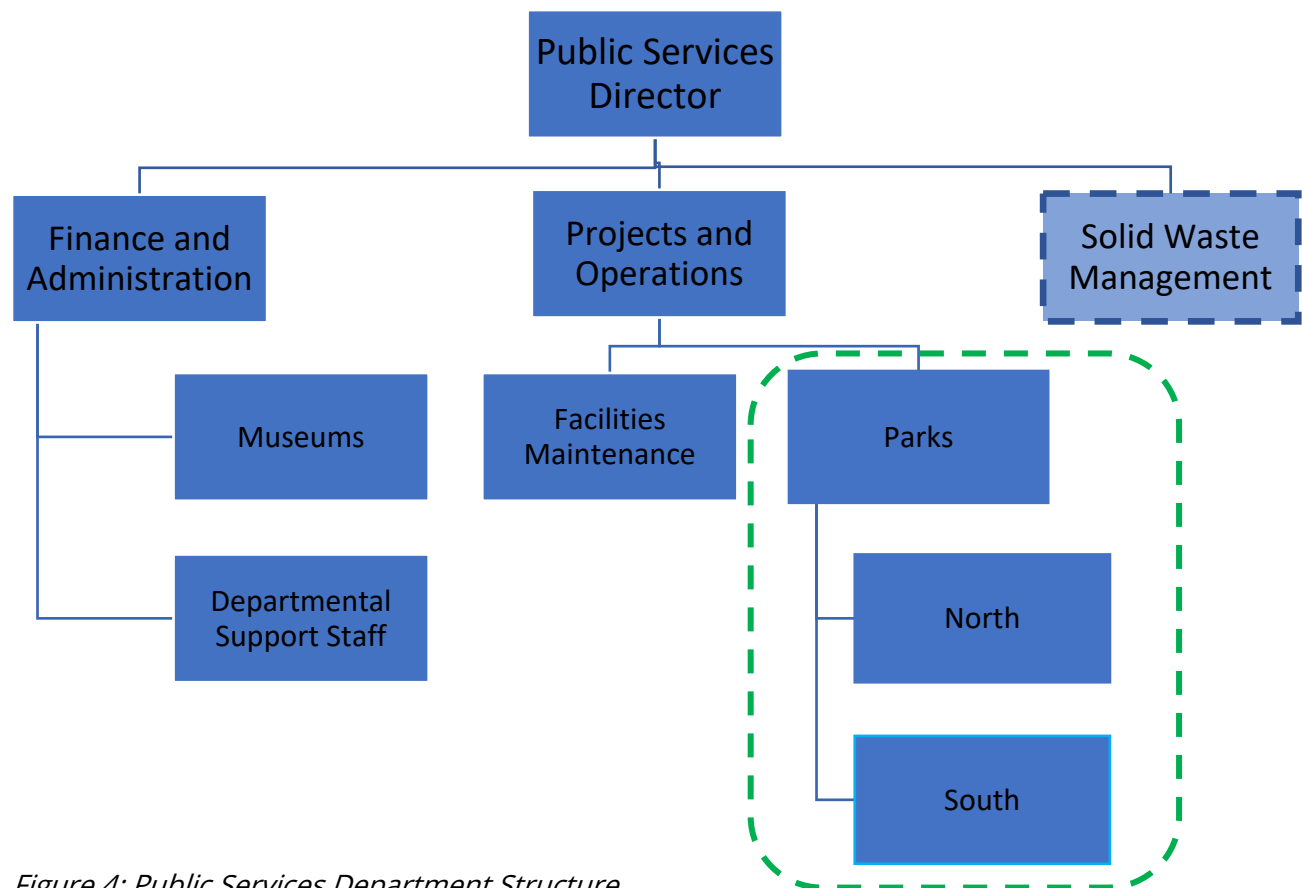 Public Services
Director
Finance and
Administration
Projects and
Operations
Solid Waste
Management
Museums
Facilities
Maintenance
Parks
Departmental
Support Staff
North
South
Figure 4: Public Services Department Structure